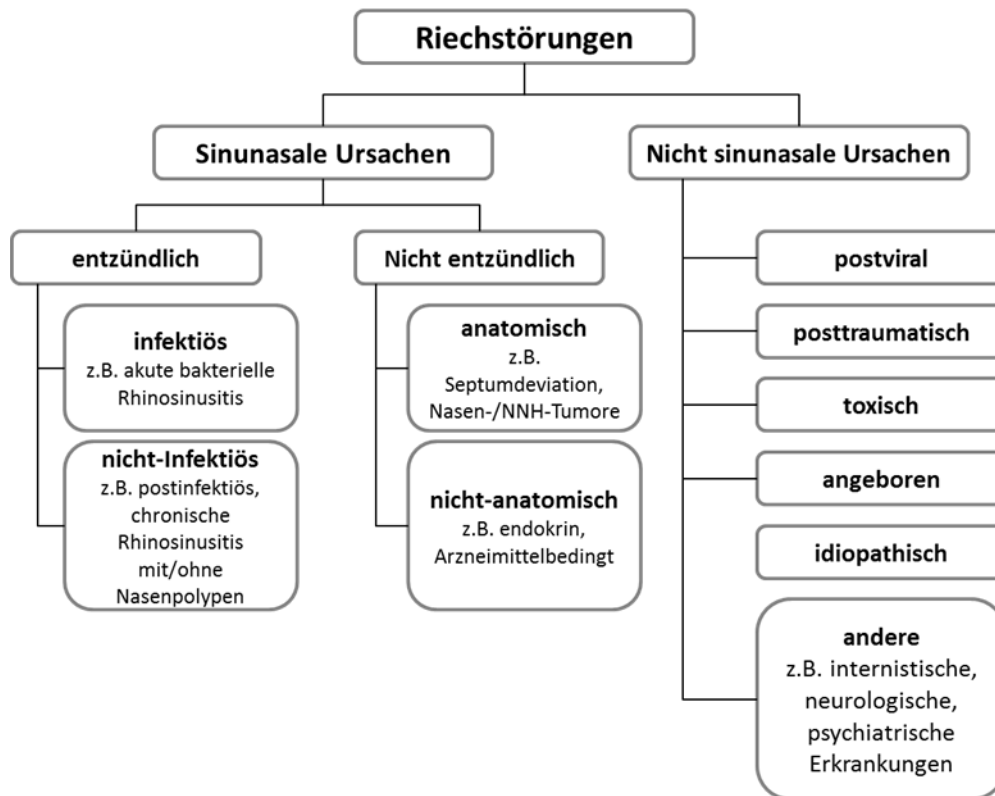 Riechstörungen
Sinunasale Ursachen
Nicht sinunasale Ursachen
entzündlich
Nicht entzündlich
infektiös
z.B. akute bakterielle
Rhinosinusitis
nicht-Infektiös
z.B. postinfektiös,
chronische
Rhinosinusitis
mit/ohne
Nasenpolypen
anatomisch
z.B.
Septumdeviation,
Nasen-/NNH-Tumore
nicht-anatomisch
z.B. endokrin,
Arzneimittelbedingt
postviral
posttraumatisch
toxisch
angeboren
idiopathisch
andere
z.B. internistische,
neurologische,
psychiatrische
Erkrankungen